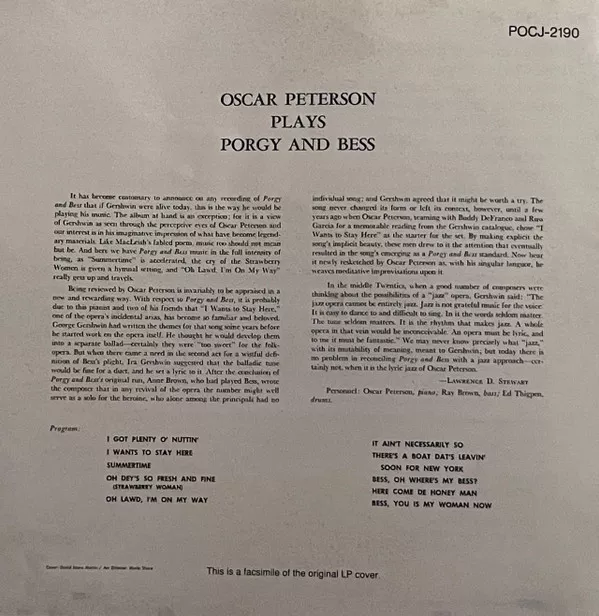 POCJ-2190
OSCAR PETERSON
PLAYS
PORGY AND BESS
It has become customary to announce on any recording of Porgy
and Bess that if Gershwin were alive today, this is the way he would be
playing his music. The album at hand is an exception; for it is a view
of Gershwin as seen through the perceptive eyes of Oscar Peterson and
our interest is in his imaginative impression of what have become legend-
ary materials. Like MacLeish's fabled poem, music too should not mean
but be. And here we have Porgy and Bess music in the full intensity of
being, as "Summertime" is accelerated, the cry of the Strawberry
Women is given a hymnal setting, and "Oh Lawd, I'm On My Way"
really gets up and travels.
Being reviewed by Oscar Peterson is invariably to be appraised in a
new and rewarding way. With respect to Porgy and Bess, it is probably
due to this pianist and two of his friends that "I Wants to Stay Here,"
one of the opera's incidental arias, has become so familiar and beloved.
George Gershwin had written the themes for that song some years before
he started work on the opera itself. He thought he would develop them
into a separate ballad—certainly they were "too sweet" for the folk-
opera. But when there came a need in the second act for a wistful defi-
nition of Bess's plight, Ira Gershwin suggested that the balladic tune
would be fine for a duet, and he set a lyric to it. After the conclusion of
Porgy and Bess's original run, Anne Brown, who had played Bess, wrote
the composer that in any revival of the opera the number might well
serve as a solo for the heroine, who alone among the principals had no
individual song; and Gershwin agreed that it might be worth a try. The
song never changed its form or left its context, however, until a few
years ago when Oscar Peterson, teaming with Buddy DeFranco and Russ
Garcia for a memorable reading from the Gershwin catalogue, chose "I
Wants to Stay Here" as the starter for the set. By making explicit the
song's implicit beauty, these men drew to it the attention that eventually
resulted in the song's emerging as a Porgy and Bess standard. Now hear
it newly resketched by Oscar Peterson as, with his singular language, he
weaves meditative improvisations upon it.
In the middle Twenties, when a good number of composers were
thinking about the possibilities of a "jazz" opera, Gershwin said: "The
jazz opera cannot be entirely jazz. Jazz is not grateful music for the voice.
It is easy to dance to and difficult to sing. In it the words seldom matter.
The tune seldom matters. It is the rhythm that makes jazz. A whole
opera in that vein would be inconceivable. An opera must be lyric, and
to me it must be fantastic." We may never know precisely what "jazz,"
with its mutability of meaning, meant to Gershwin, but today there is
no problem in reconciling Porgy and Bess with a jazz approach—cer-
tainly not, when it is the lyric jazz of Oscar Peterson.
—LAWRENCE D. STEWART
Personnel: Oscar Peterson, piano; Ray Brown, bass; Ed Thigpen,
drums.
Program:
I GOT PLENTY O' NUTTIN'
I WANTS TO STAY HERE
SUMMERTIME
OH DEY'S SO FRESH AND FINE
(STRAWBERRY WOMAN)
OH LAWD, I'M ON MY WAY
IT AIN'T NECESSARILY SO
THERE'S A BOAT DAT'S LEAVIN'
SOON FOR NEW YORK
BESS, OH WHERE'S MY BESS?
HERE COME DE HONEY MAN
BESS, YOU IS MY WOMAN NOW
This is a facsimile of the original LP cover.